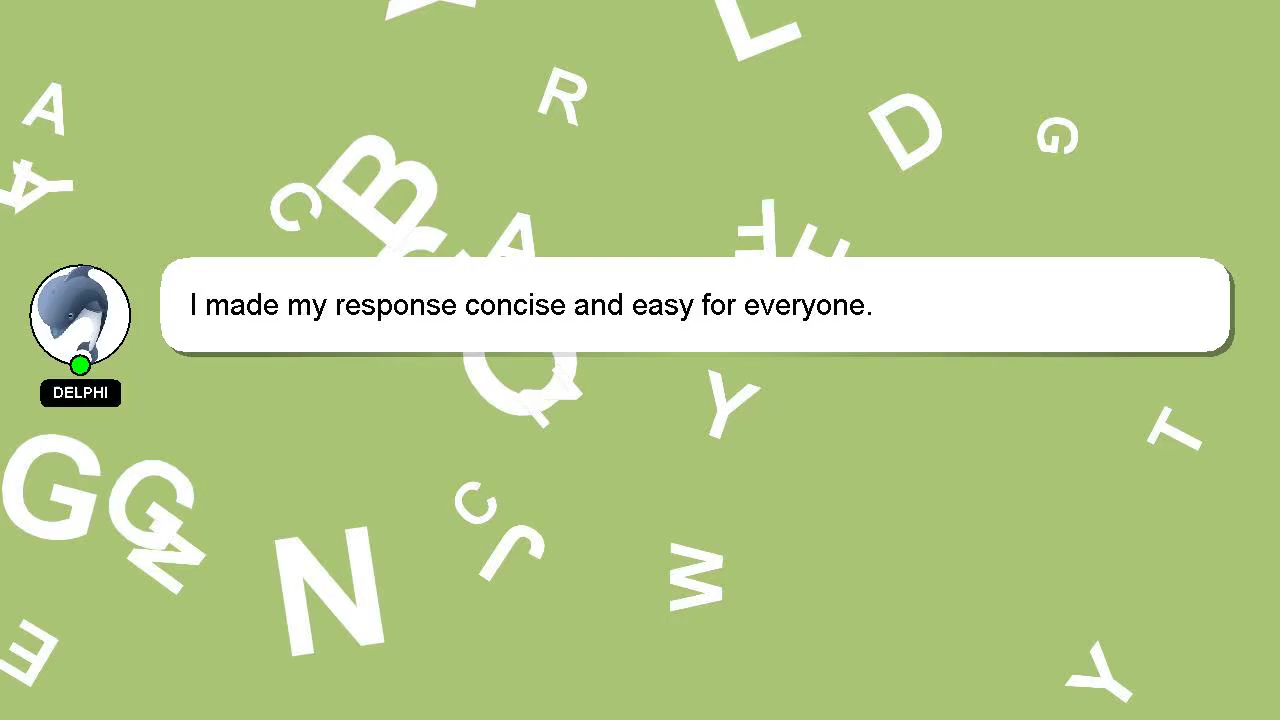 I made my response concise and easy for everyone.
DELPHI
L
R
A
D
G
B
Y
A
C
A
Q
Y
T
G
G
C
N
J
N
W
E
Y